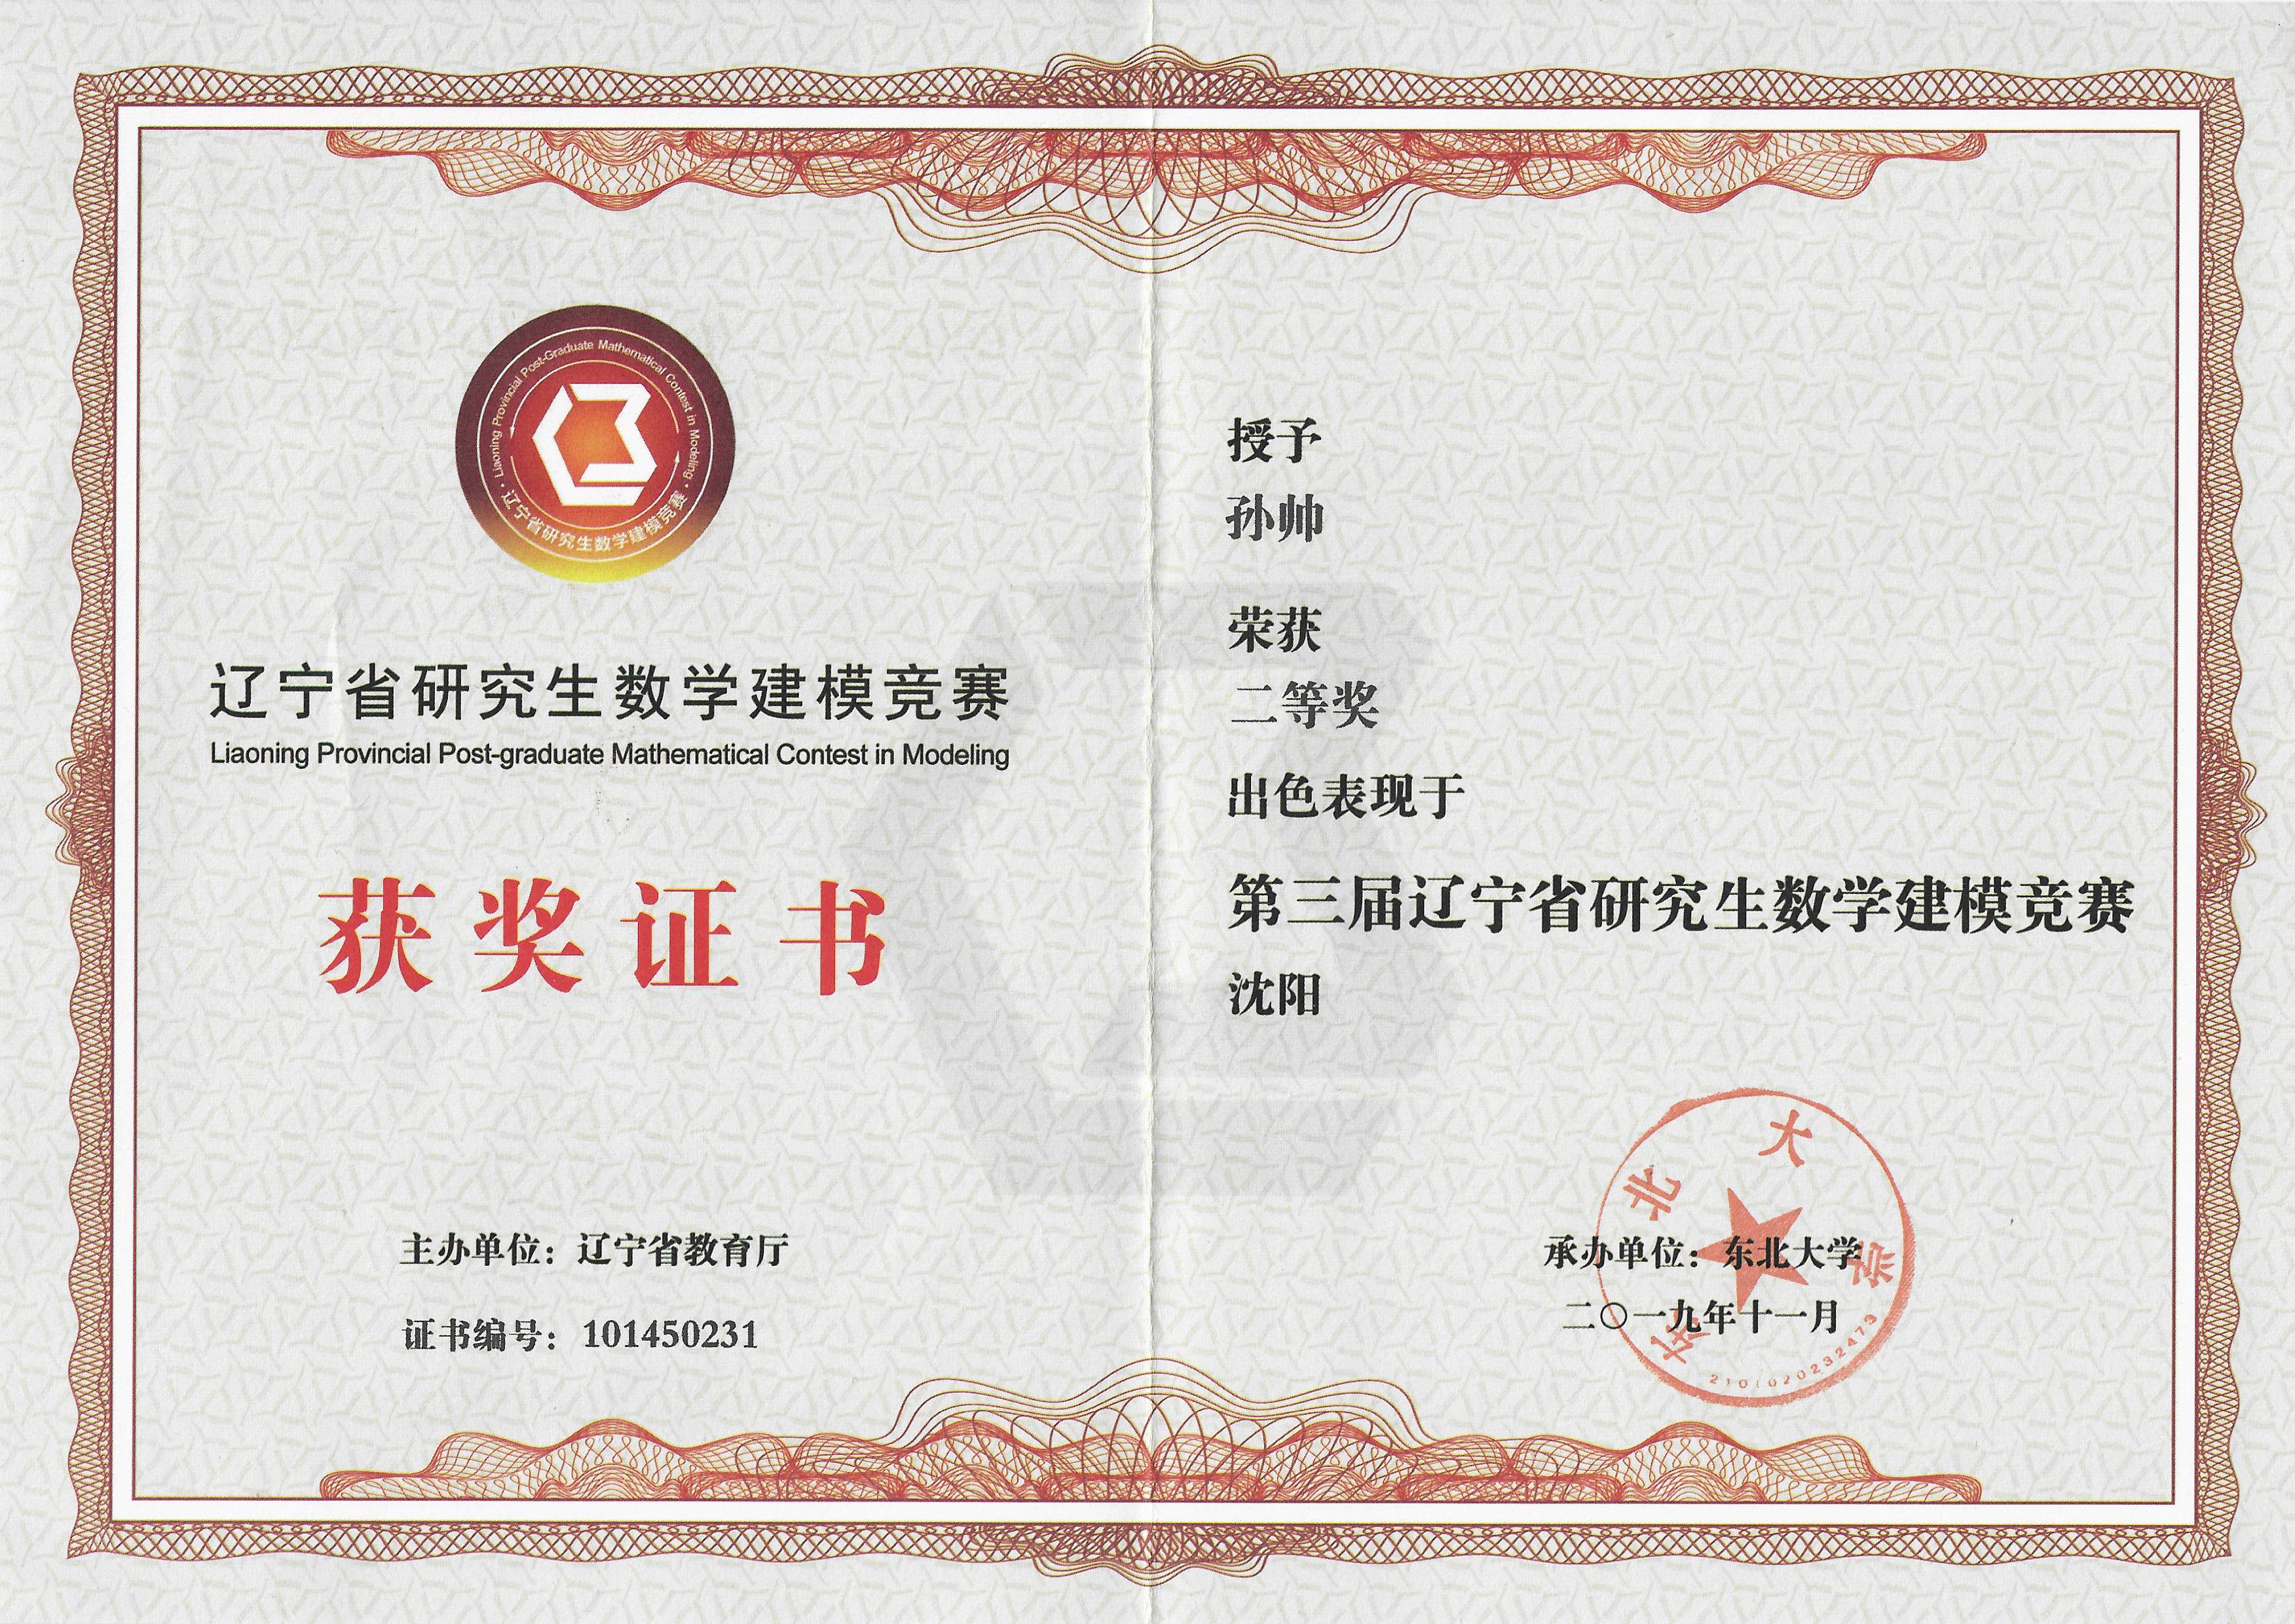 Liaoning Provincial Post-Graduate Mathematical Contest in Modeling
辽宁省研究生数学建模竞赛
辽宁省研究生数学建模竞赛
Liaoning Provincial Post-graduate Mathematical Contest in Modeling
获奖证书
主办单位：辽宁省教育厅
证书编号：101450231
授予
孙帅
荣获
二等奖
出色表现于
第三届辽宁省研究生数学建模竞赛
沈阳
承办单位：东北大学
二〇一九年十一月
东北大学